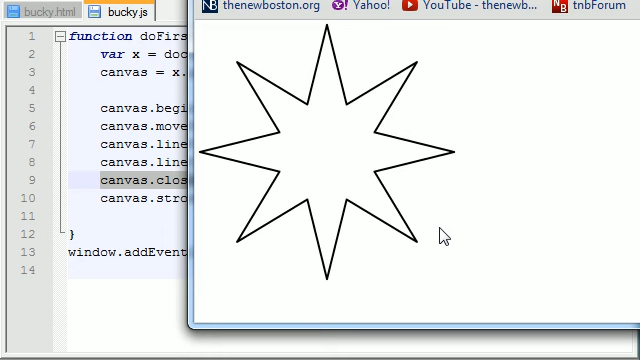 bucky.html bucky.js
NB thenewboston.org Yahoo! YouTube - thenewb... NB tnbForum
1 function doFirs
2 var x = doc
3 canvas = x.
4
5 canvas.begi
6 canvas.move
7 canvas.line
8 canvas.line
9 canvas.clos
10 canvas.stro
11
12 }
13 window.addEvent
14